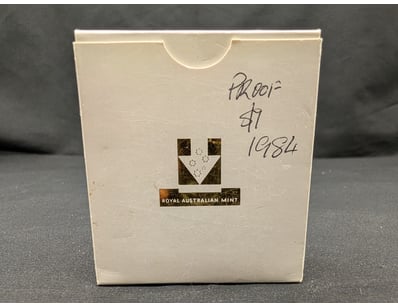 PROOF
$1
1984
ROYAL AUSTRALIAN MINT